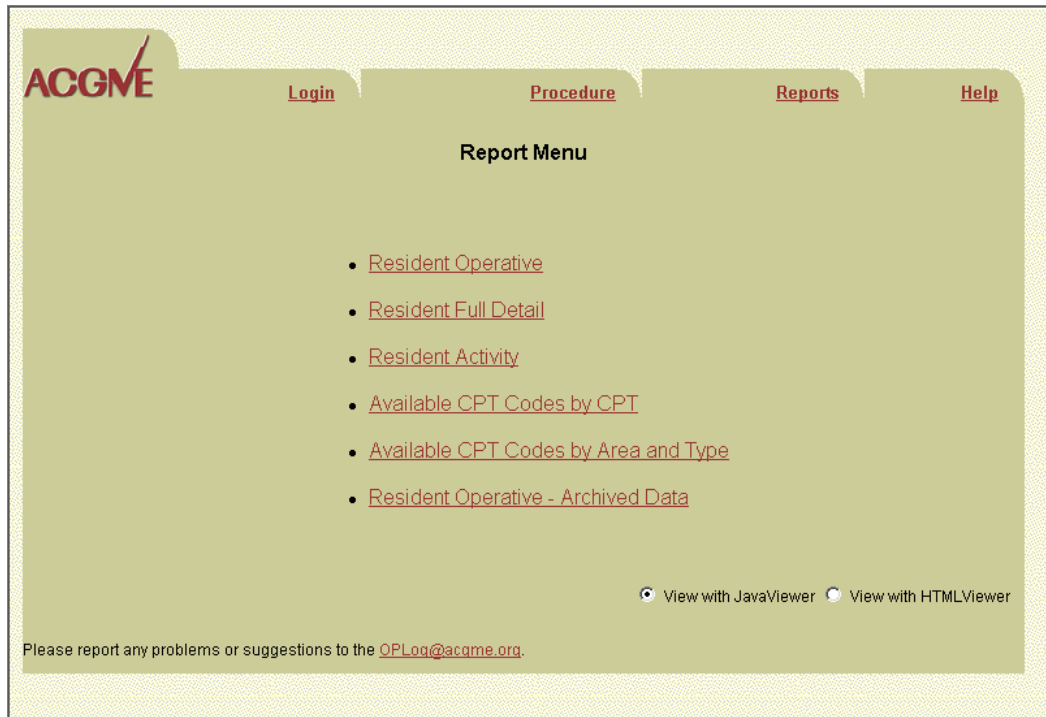 ACGME
Login Procedure Reports Help
Report Menu
Resident Operative
Resident Full Detail
Resident Activity
Available CPT Codes by CPT
Available CPT Codes by Area and Type
Resident Operative - Archived Data
View with JavaViewer View with HTMLViewer
Please report any problems or suggestions to the OPLog@acgme.org.